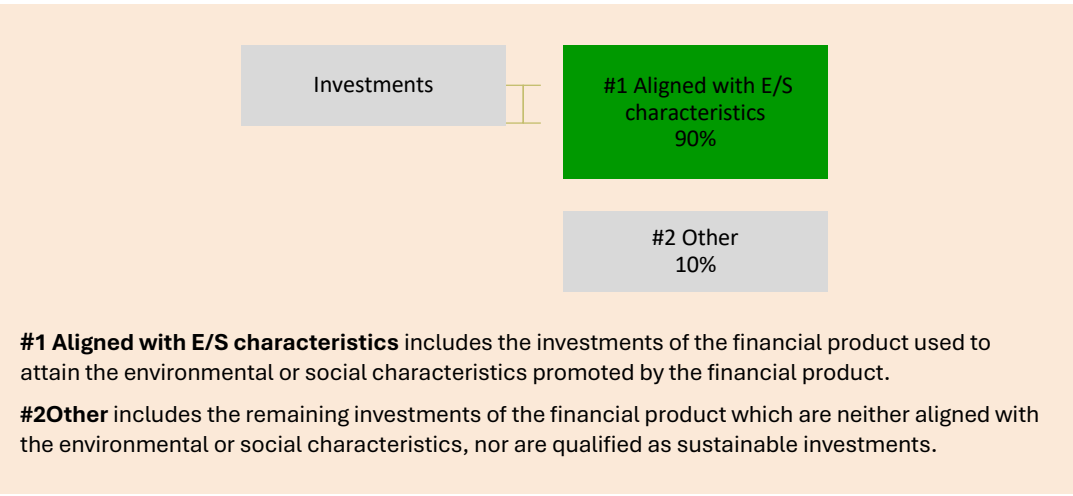 Investments
#1 Aligned with E/S
characteristics
90%
#2 Other
10%
#1 Aligned with E/S characteristics includes the investments of the financial product used to
attain the environmental or social characteristics promoted by the financial product.
#2Other includes the remaining investments of the financial product which are neither aligned with
the environmental or social characteristics, nor are qualified as sustainable investments.